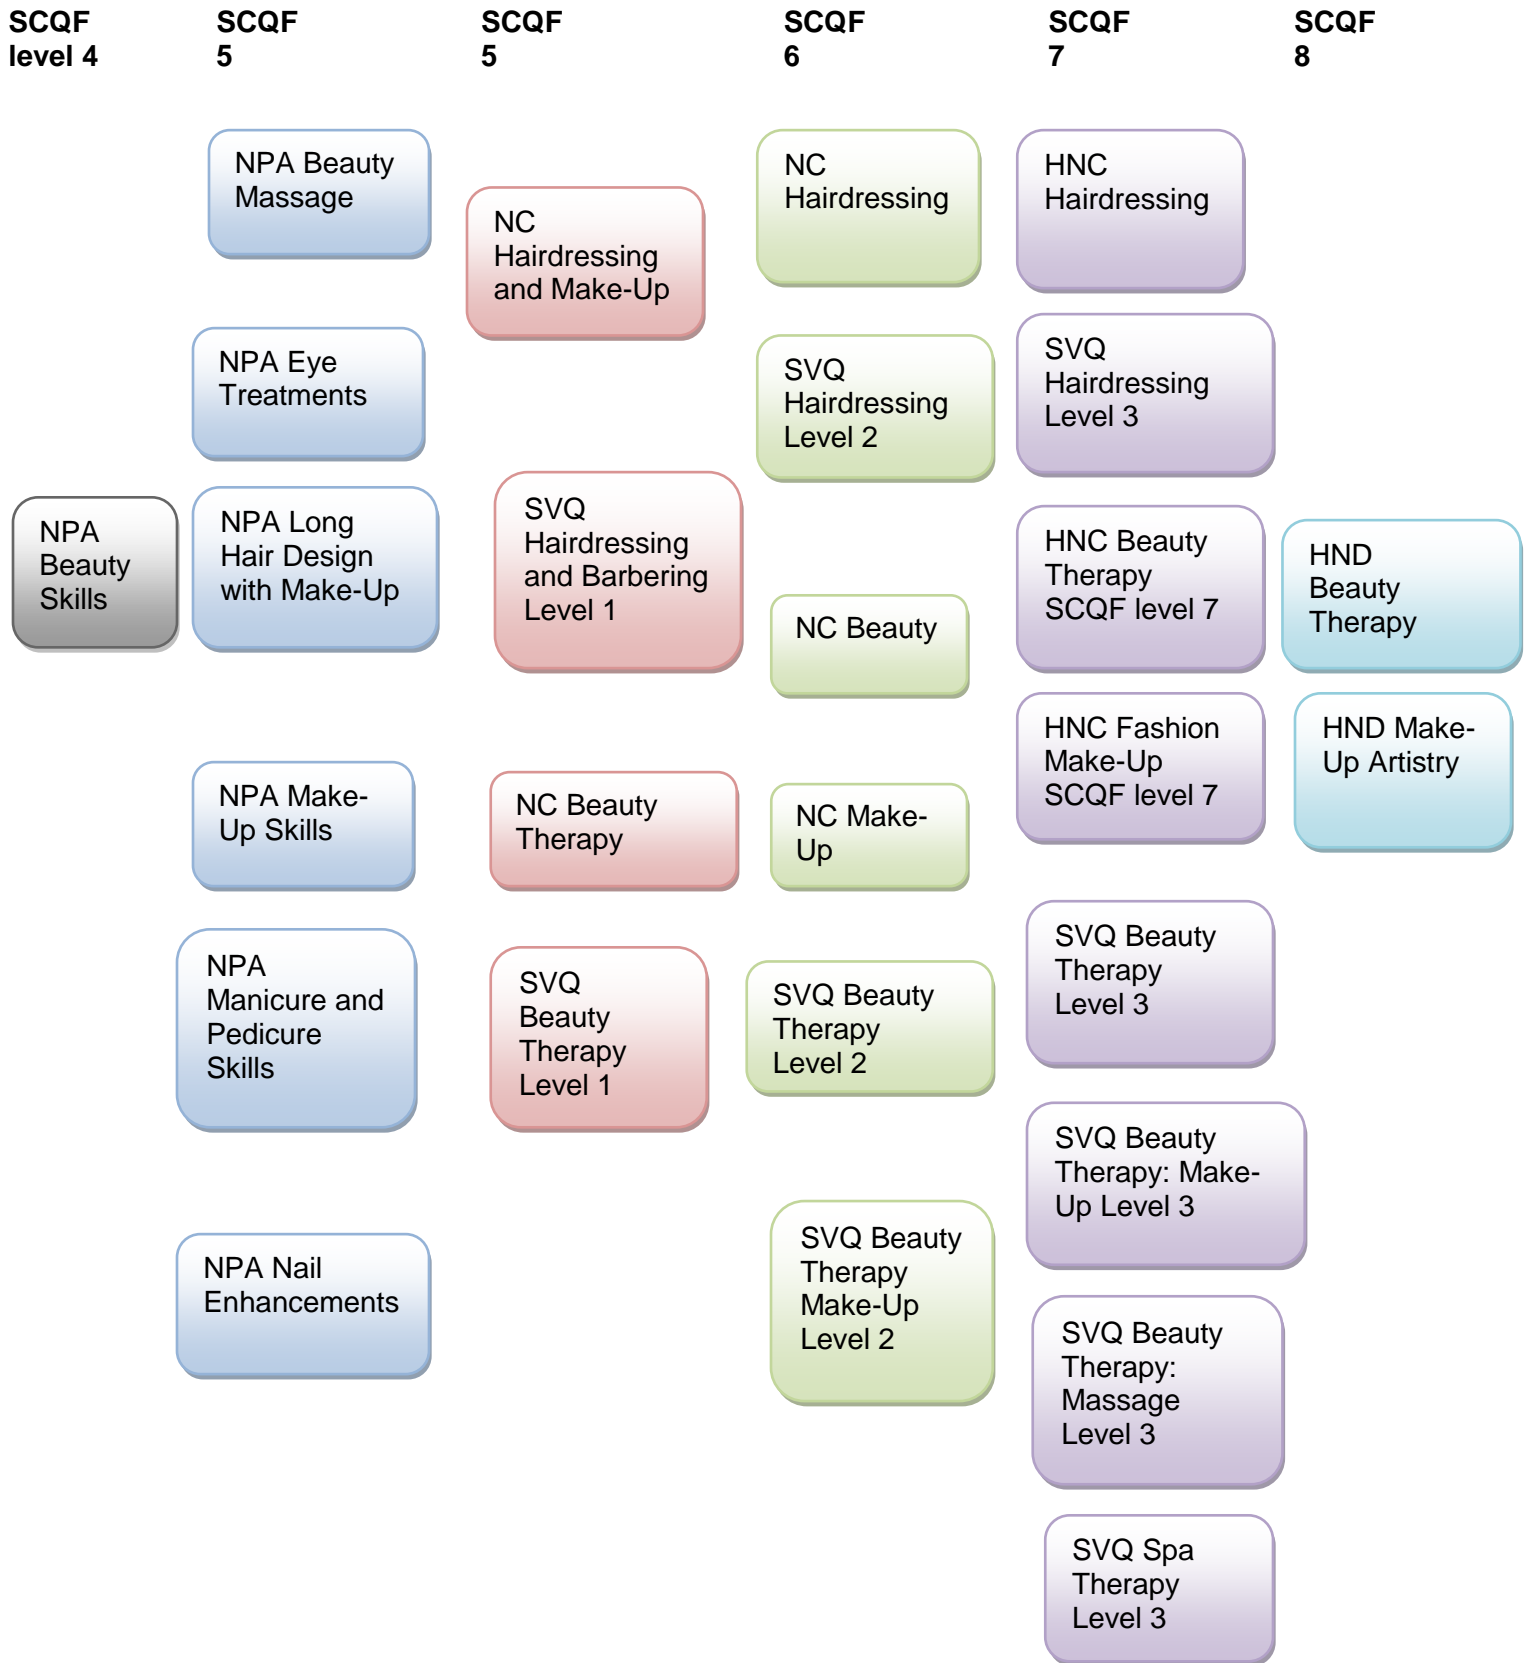 SCQF
level 4
SCQF
5
SCQF
5
SCQF
6
SCQF
7
SCQF
8
NPA
Beauty
Skills
NPA Beauty
Massage
NPA Eye
Treatments
NPA Long
Hair Design
with Make-Up
NPA Make-
Up Skills
NPA
Manicure and
Pedicure
Skills
NPA Nail
Enhancements
NC
Hairdressing
and Make-Up
SVQ
Hairdressing
and Barbering
Level 1
NC Beauty
Therapy
SVQ
Beauty
Therapy
Level 1
NC
Hairdressing
SVQ
Hairdressing
Level 2
NC Beauty
NC Make-
Up
SVQ Beauty
Therapy
Level 2
SVQ Beauty
Therapy
Make-Up
Level 2
HNC
Hairdressing
SVQ
Hairdressing
Level 3
HNC Beauty
Therapy
SCQF level 7
HNC Fashion
Make-Up
SCQF level 7
SVQ Beauty
Therapy
Level 3
SVQ Beauty
Therapy: Make-
Up Level 3
SVQ Beauty
Therapy:
Massage
Level 3
SVQ Spa
Therapy
Level 3
HND
Beauty
Therapy
HND Make-
Up Artistry